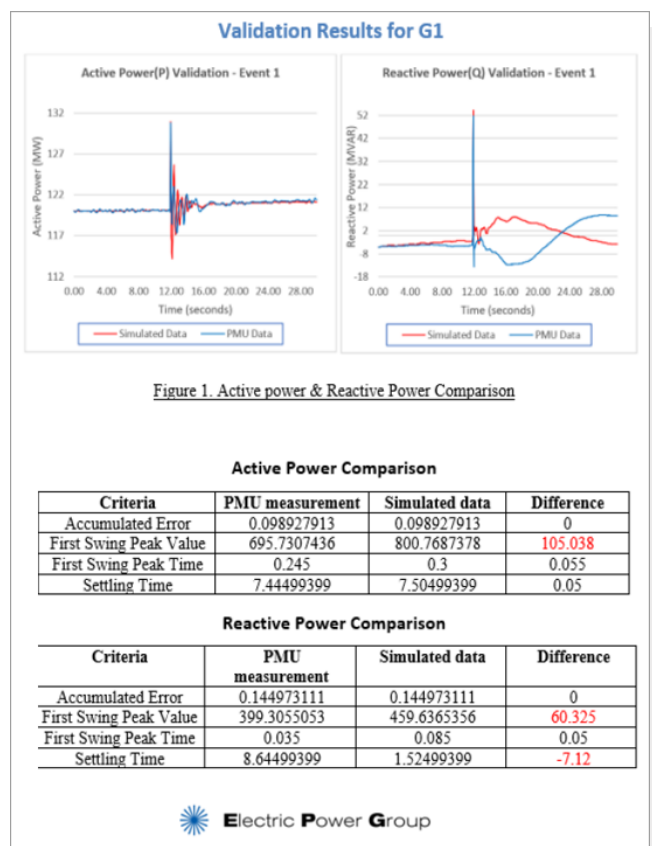 Validation Results for G1
Active Power(P) Validation - Event 1
132
127
122
117
112
Active Power (MW)
0.00 4.00 8.00 12.00 16.00 20.00 24.00 28.00
Time (seconds)
Simulated Data PMU Data
Reactive Power(Q) Validation - Event 1
52
42
32
22
12
2
-8
-18
Reactive Power (MVAR)
0.00 4.00 8.00 12.00 16.00 20.00 24.00 28.00
Time (seconds)
Simulated Data PMU Data
Figure 1. Active power & Reactive Power Comparison
Active Power Comparison
Criteria PMU measurement Simulated data Difference
Accumulated Error 0.098927913 0.098927913 0
First Swing Peak Value 695.7307436 800.7687378 105.038
First Swing Peak Time 0.245 0.3 0.055
Settling Time 7.44499399 7.50499399 0.05
Reactive Power Comparison
Criteria PMU Simulated data Difference
measurement
Accumulated Error 0.144973111 0.144973111 0
First Swing Peak Value 399.3055053 459.6365356 60.325
First Swing Peak Time 0.035 0.085 0.05
Settling Time 8.64499399 1.52499399 -7.12
Electric Power Group